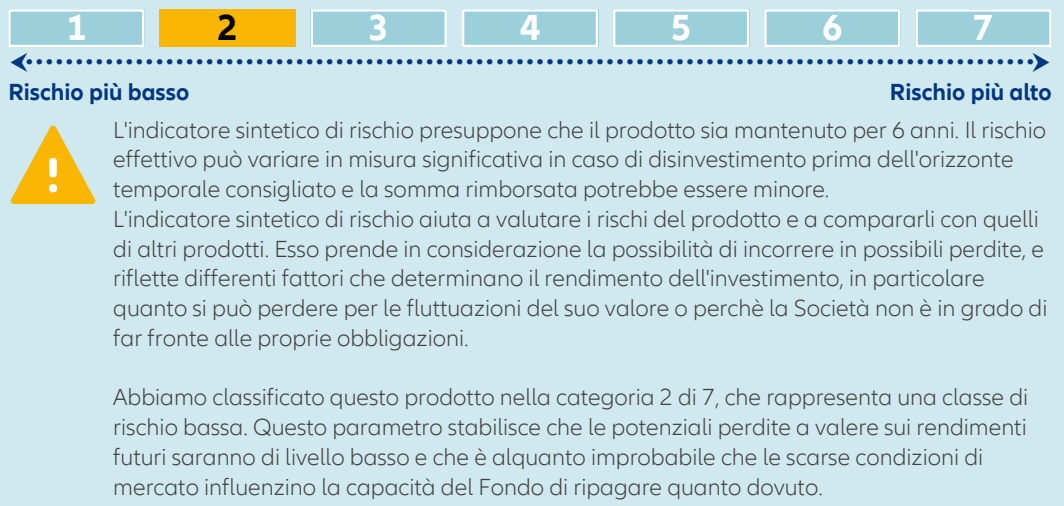 1 2 3 4 5 6 7
Rischio più basso Rischio più alto
L'indicatore sintetico di rischio presuppone che il prodotto sia mantenuto per 6 anni. Il rischio
effettivo può variare in misura significativa in caso di disinvestimento prima dell'orizzonte
temporale consigliato e la somma rimborsata potrebbe essere minore.
L'indicatore sintetico di rischio aiuta a valutare i rischi del prodotto e a compararli con quelli
di altri prodotti. Esso prende in considerazione la possibilità di incorrere in possibili perdite, e
riflette differenti fattori che determinano il rendimento dell'investimento, in particolare
quanto si può perdere per le fluttuazioni del suo valore o perchè la Società non è in grado di
far fronte alle proprie obbligazioni.
Abbiamo classificato questo prodotto nella categoria 2 di 7, che rappresenta una classe di
rischio bassa. Questo parametro stabilisce che le potenziali perdite a valere sui rendimenti
futuri saranno di livello basso e che è alquanto improbabile che le scarse condizioni di
mercato influenzino la capacità del Fondo di ripagare quanto dovuto.